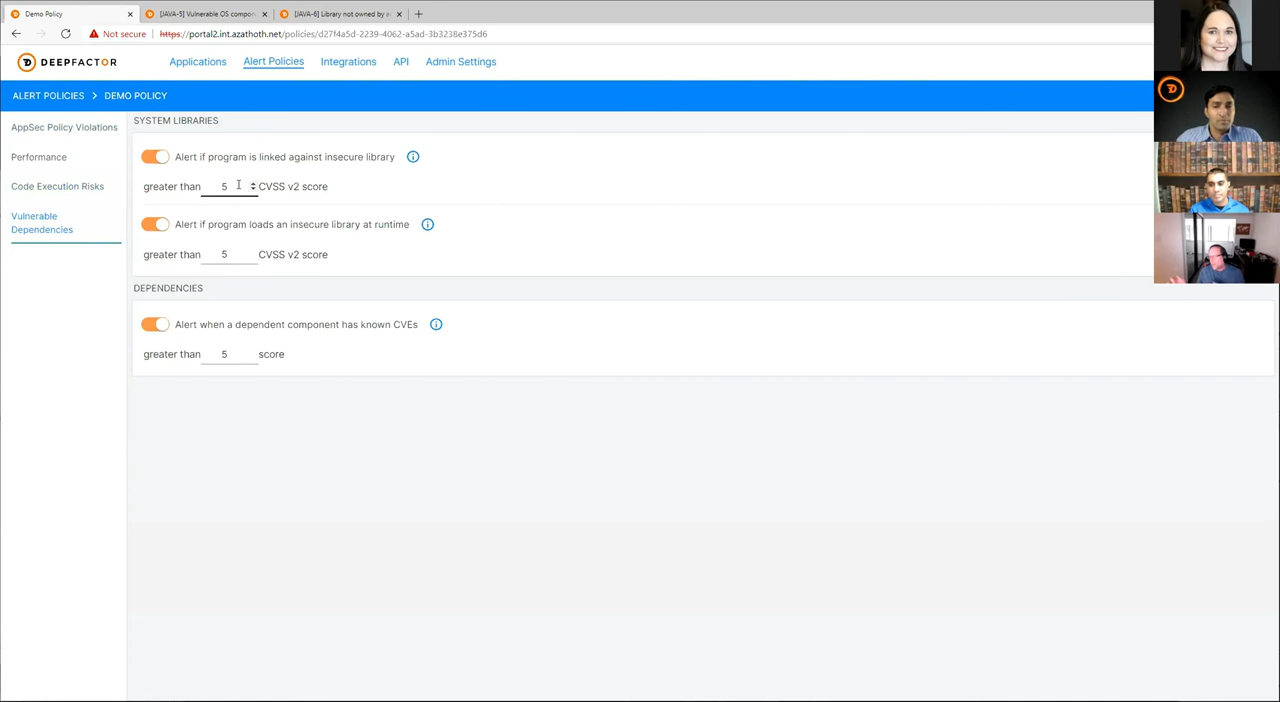 Demo Policy
[JAVA-5] Vulnerable OS compon
[JAVA-6] Library not owned by a
Not secure
https://portal2.int.azathoth.net/policies/d27f4a5d-2239-4062-a5ad-3b3238e375d6
DEEPFACTOR
Applications
Alert Policies
Integrations
API
Admin Settings
ALERT POLICIES > DEMO POLICY
AppSec Policy Violations
Performance
Code Execution Risks
Vulnerable
Dependencies
SYSTEM LIBRARIES
Alert if program is linked against insecure library
greater than 5 CVSS v2 score
Alert if program loads an insecure library at runtime
greater than 5 CVSS v2 score
DEPENDENCIES
Alert when a dependent component has known CVEs
greater than 5 score